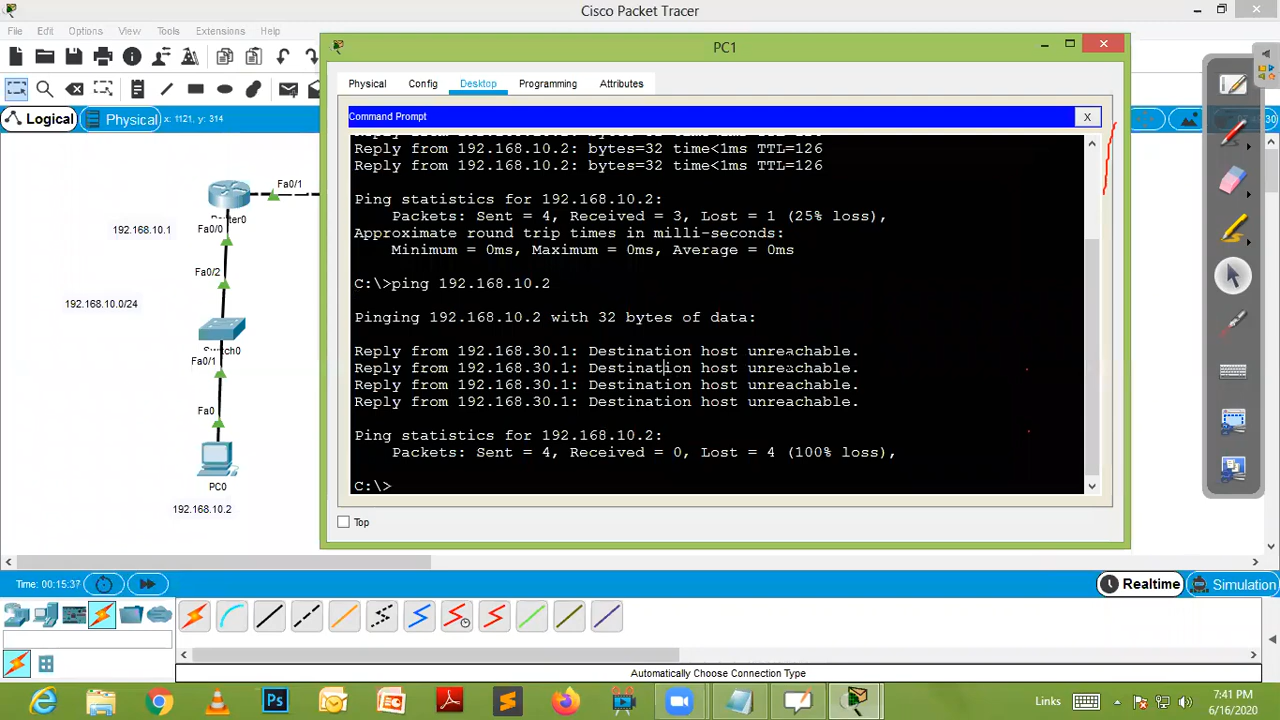 Cisco Packet Tracer
File Edit Options View Tools Extensions Help
PC1
Physical Config Desktop Programming Attributes
Logical Physical x: 1121, y: 314
Command Prompt
X
Reply from 192.168.10.2: bytes=32 time<1ms TTL=126
Reply from 192.168.10.2: bytes=32 time<1ms TTL=126
Ping statistics for 192.168.10.2:
Packets: Sent = 4, Received = 3, Lost = 1 (25% loss),
Approximate round trip times in milli-seconds:
Minimum = 0ms, Maximum = 0ms, Average = 0ms
C:\>ping 192.168.10.2
Pinging 192.168.10.2 with 32 bytes of data:
Reply from 192.168.30.1: Destination host unreachable.
Reply from 192.168.30.1: Destination host unreachable.
Reply from 192.168.30.1: Destination host unreachable.
Reply from 192.168.30.1: Destination host unreachable.
Ping statistics for 192.168.10.2:
Packets: Sent = 4, Received = 0, Lost = 4 (100% loss),
C:\>
Top
Fa0/1
Fa0/0
192.168.10.1
Fa0/2
192.168.10.0/24
Fa0/1
Fa0
PC0
192.168.10.2
Time: 00:15:37
Realtime Simulation
Automatically Choose Connection Type
Links
7:41 PM
6/16/2020